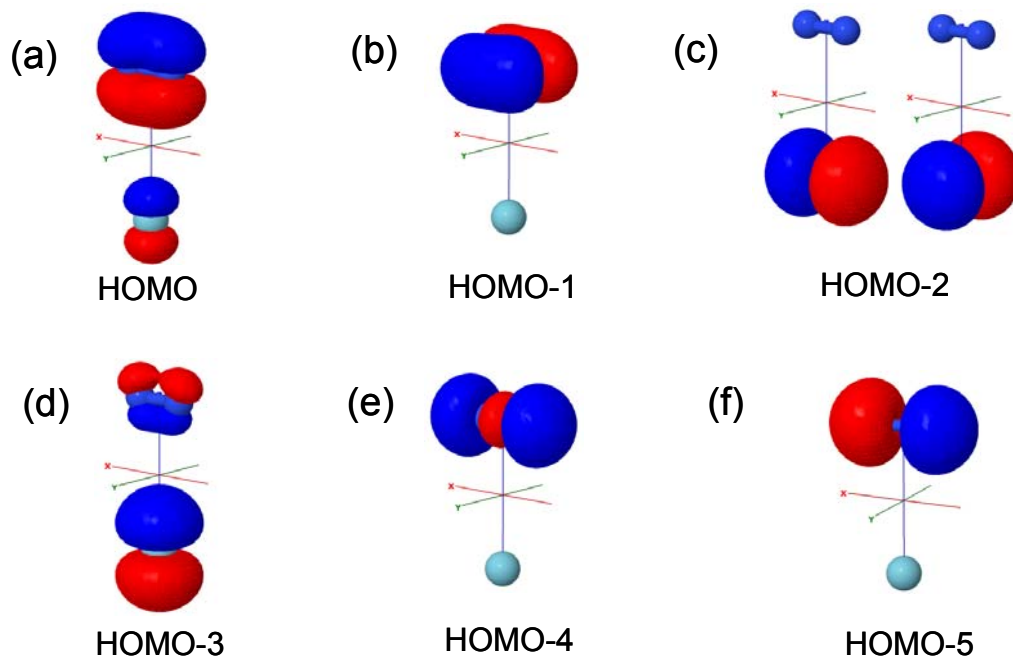 (a)
(b)
(c)
X
Y
X
Y
X
Y
X
Y
HOMO
HOMO-1
HOMO-2
(d)
(e)
(f)
X
Y
X
Y
X
Y
HOMO-3
HOMO-4
HOMO-5